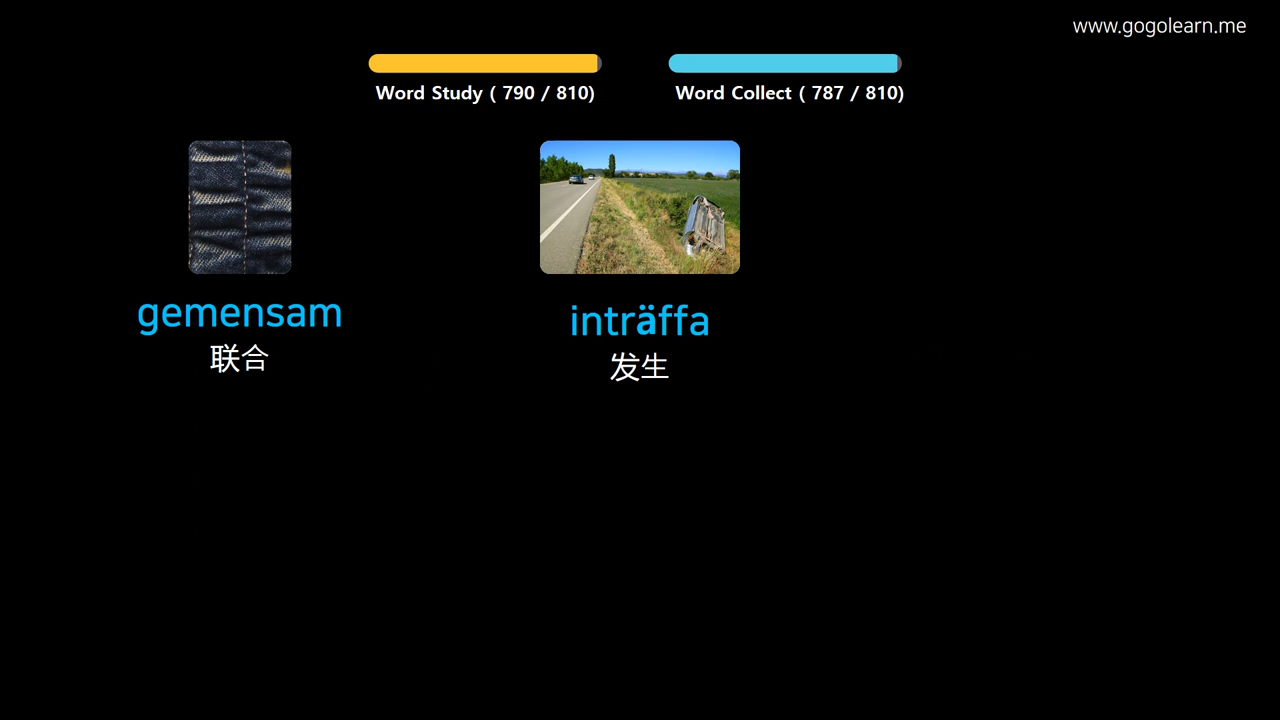 www.gogolearn.me
Word Study ( 790 / 810)
Word Collect ( 787 / 810)
gemensam
联合
inträffa
发生